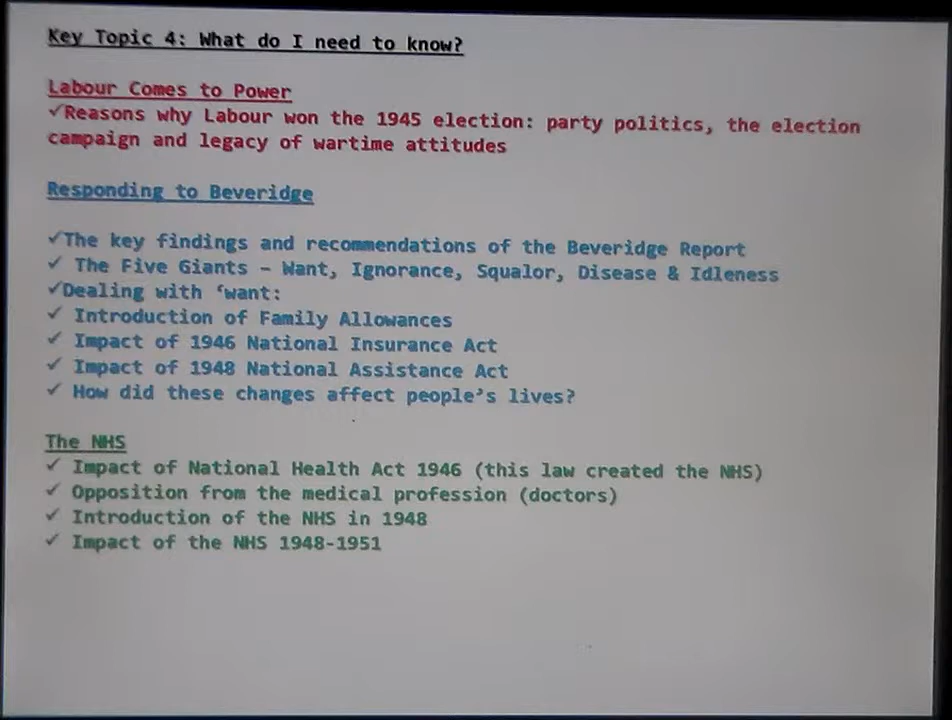 Key Topic 4: What do I need to know?
Labour Comes to Power
✓Reasons why Labour won the 1945 election: party politics, the election
campaign and legacy of wartime attitudes
Responding to Beveridge
✓The key findings and recommendations of the Beveridge Report
✓ The Five Giants – Want, Ignorance, Squalor, Disease & Idleness
✓Dealing with ‘want:
✓ Introduction of Family Allowances
✓ Impact of 1946 National Insurance Act
✓ Impact of 1948 National Assistance Act
✓ How did these changes affect people’s lives?
The NHS
✓ Impact of National Health Act 1946 (this law created the NHS)
✓ Opposition from the medical profession (doctors)
✓ Introduction of the NHS in 1948
✓ Impact of the NHS 1948-1951